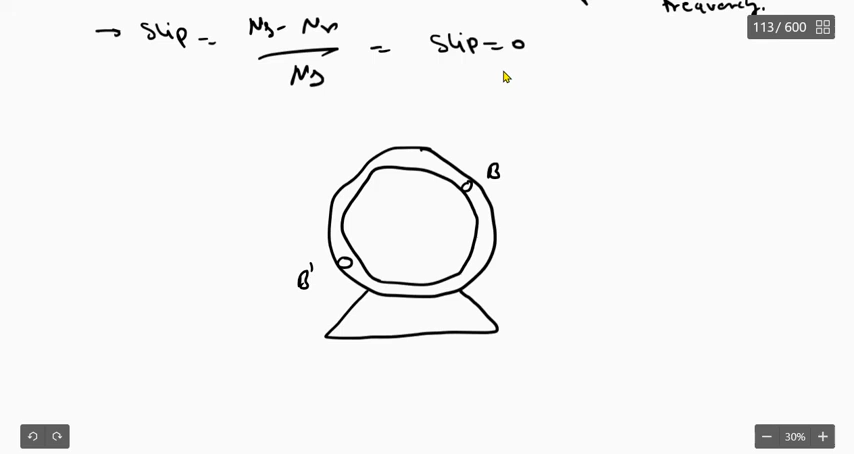 frequency.
→ Slip = Ns - Nr / Ns = Slip = 0
B
B'
113 / 600
30%